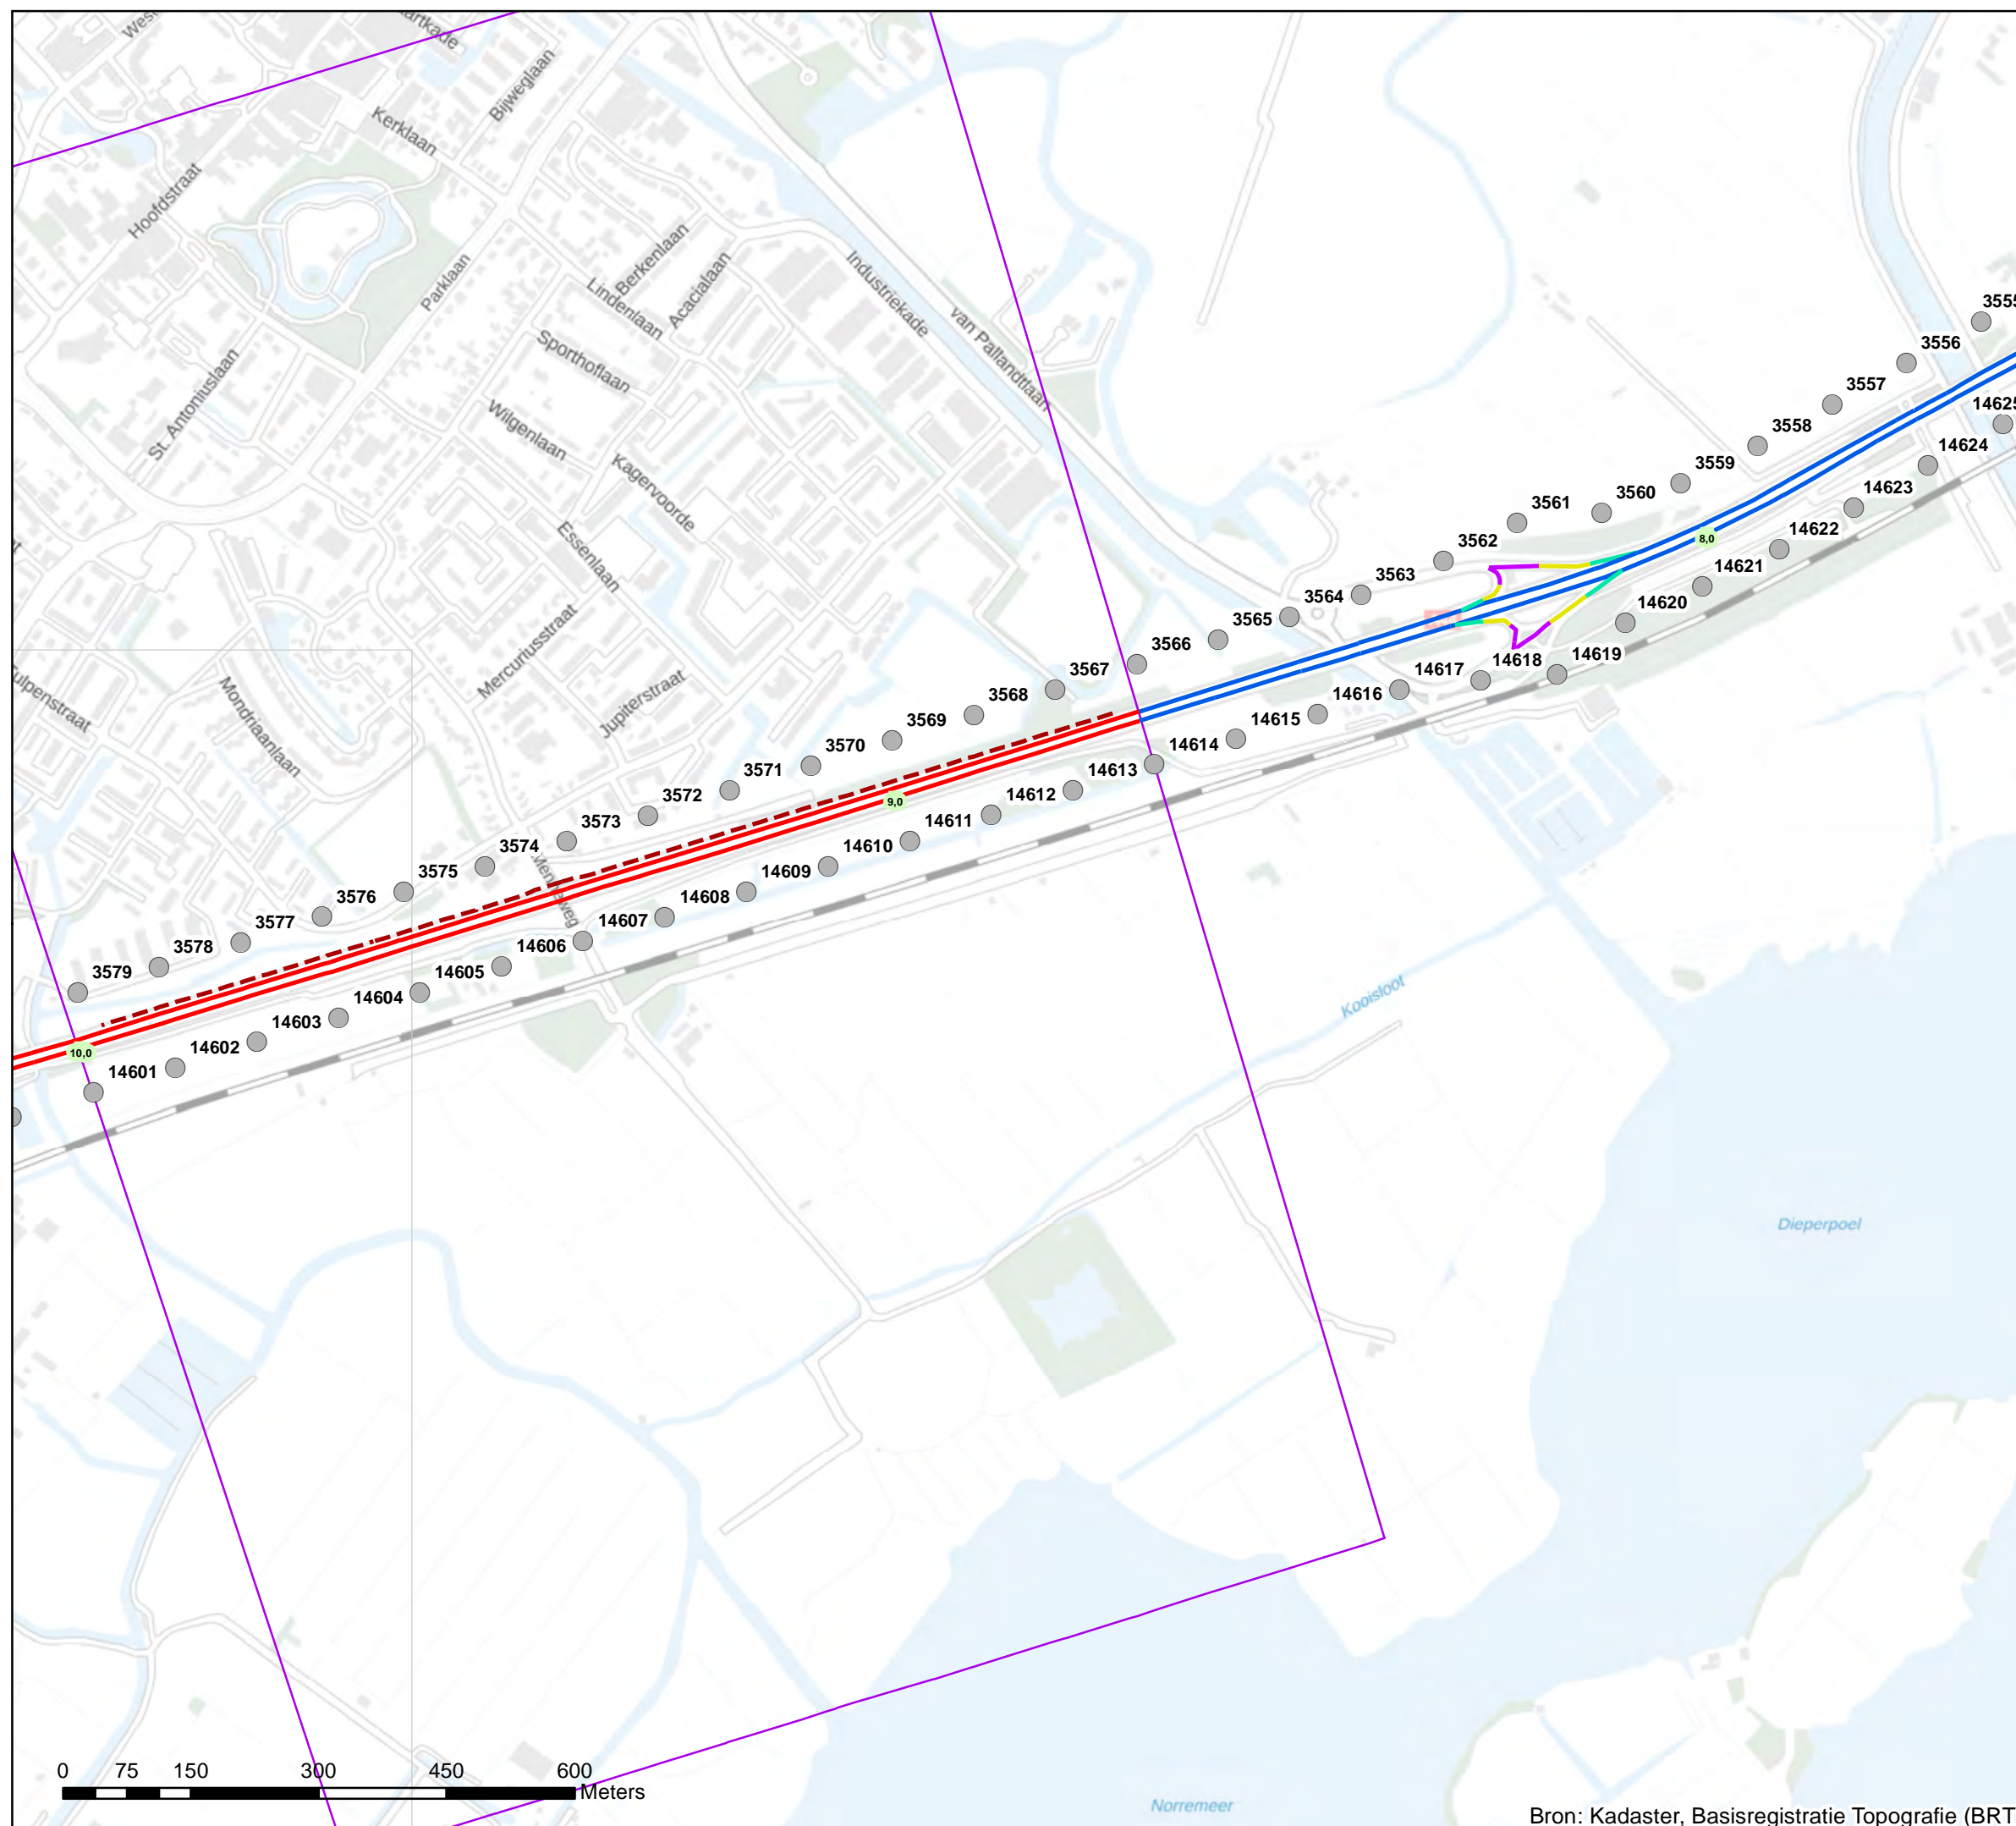 Kerklaan
Bijweglaan
Hoofdstraat
Parklaan
Berkenlaan
Lindenlaan
Acacialaan
Industriekade
van Pallandtlaan
Sporthoflaan
St. Antoniuslaan
Wilgenlaan
Kagervoorde
Essenlaan
Mercuriusstraat
Jupiterstraat
Mondriaanlaan
3556
3557
14625
3558
14624
3559
14623
3560
3561
14622
8,0
3562
14621
3563
14620
3564
3565
14619
14618
14617
3566
14616
3567
14615
3568
14614
3569
14613
3570
14612
3571
9,0
14611
3572
14610
3573
14609
3574
14608
3575
14607
3576
14606
3577
14605
3578
14604
3579
14603
14602
10,0
14601
Kooisloot
Dieperpoel
0 75 150 300 450 600
Meters
Norremeer
Bron: Kadaster, Basisregistratie Topografie (BRT